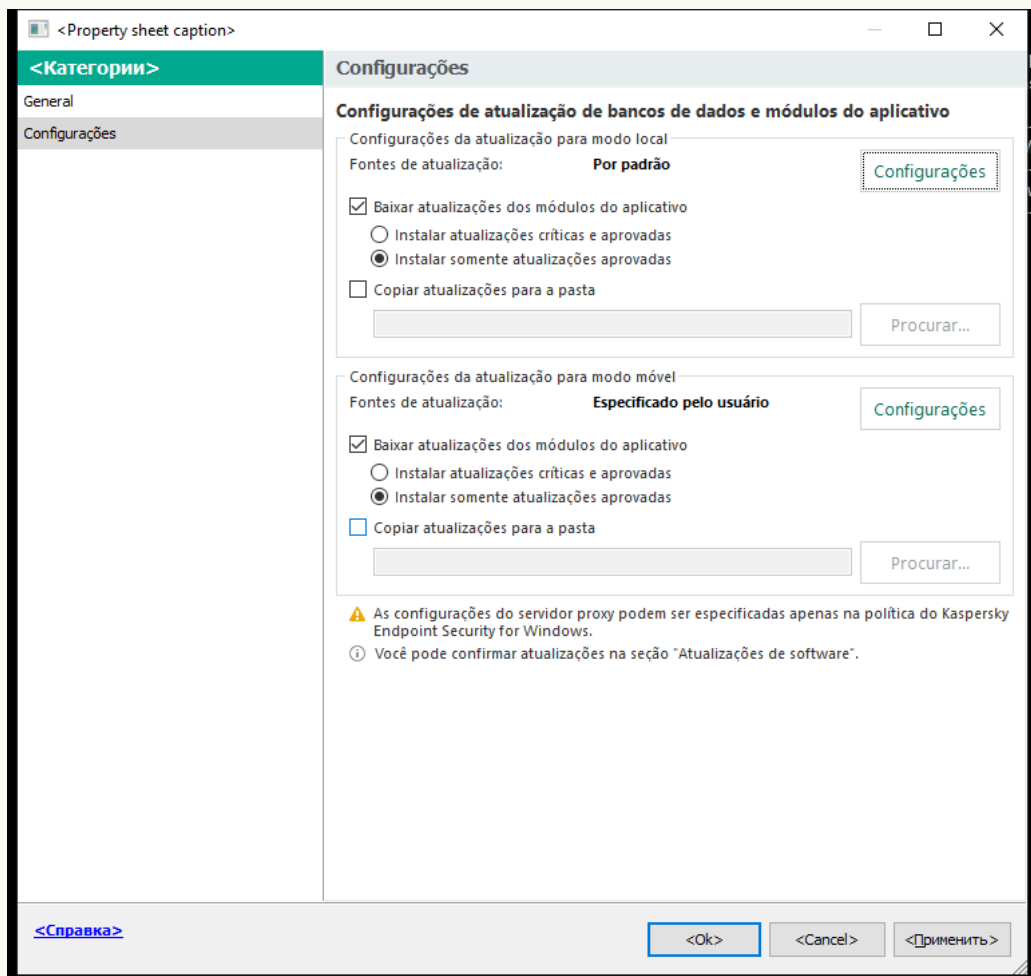 <Property sheet caption>
<Категории>
General
Configurações
Configurações
Configurações de atualização de bancos de dados e módulos do aplicativo
Configurações da atualização para modo local
Fontes de atualização: Por padrão Configurações
Baixar atualizações dos módulos do aplicativo
Instalar atualizações críticas e aprovadas
Instalar somente atualizações aprovadas
Copiar atualizações para a pasta
Procurar...
Configurações da atualização para modo móvel
Fontes de atualização: Especificado pelo usuário Configurações
Baixar atualizações dos módulos do aplicativo
Instalar atualizações críticas e aprovadas
Instalar somente atualizações aprovadas
Copiar atualizações para a pasta
Procurar...
As configurações do servidor proxy podem ser especificadas apenas na política do Kaspersky
Endpoint Security for Windows.
Você pode confirmar atualizações na seção "Atualizações de software".
<Справка>
<Ok> <Cancel> <Применить>